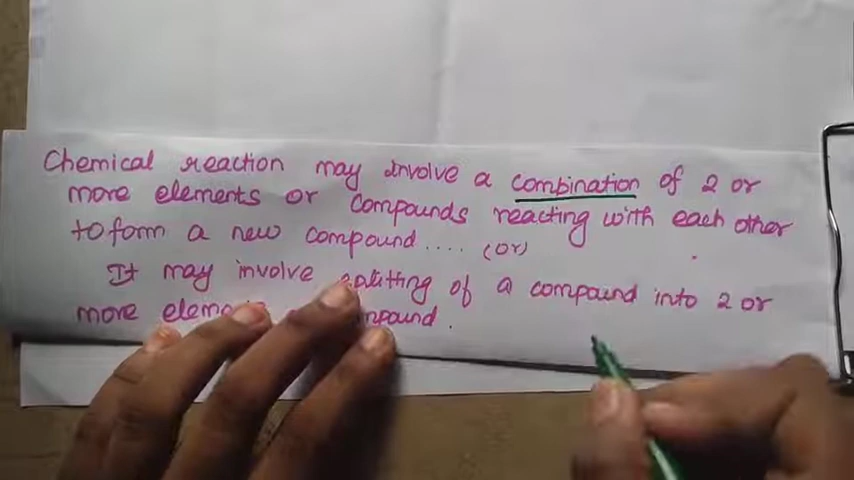 Chemical reaction may involve a combination of 2 or
more elements or compounds reacting with each other
to form a new compound .... (or)
It may involve spliting of a compound into 2 or
more